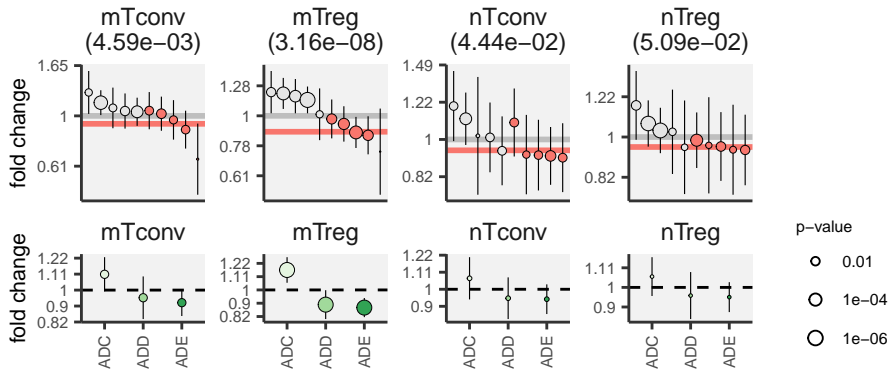 mTconv
(4.59e−03)
mTreg
(3.16e−08)
nTconv
(4.44e−02)
nTreg
(5.09e−02)
fold change
1.65
1
0.61
1.28
1
0.78
0.61
1.49
1.22
1
0.82
1.22
1
0.82
mTconv
mTreg
nTconv
nTreg
fold change
1.22
1.11
1
0.9
0.82
1.22
1.11
1
0.9
0.82
1.22
1.11
1
0.9
0.82
1.11
1
0.9
ADC
ADD
ADE
ADC
ADD
ADE
ADC
ADD
ADE
ADC
ADD
ADE
p−value
0.01
1e−04
1e−06